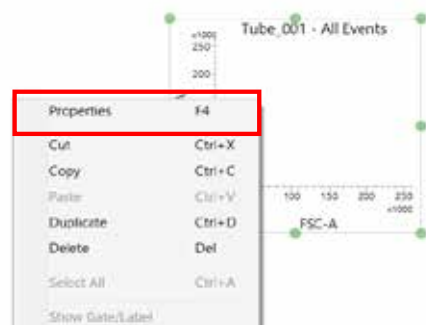 Tube_001 - All Events
x1000
250
200
Properties F4
Cut Ctrl+X
Copy Ctrl+C
Paste Ctrl+V
Duplicate Ctrl+D
Delete Del
Select All Ctrl+A
Show Gate/Label
100 150 200 250
x1000
FSC-A